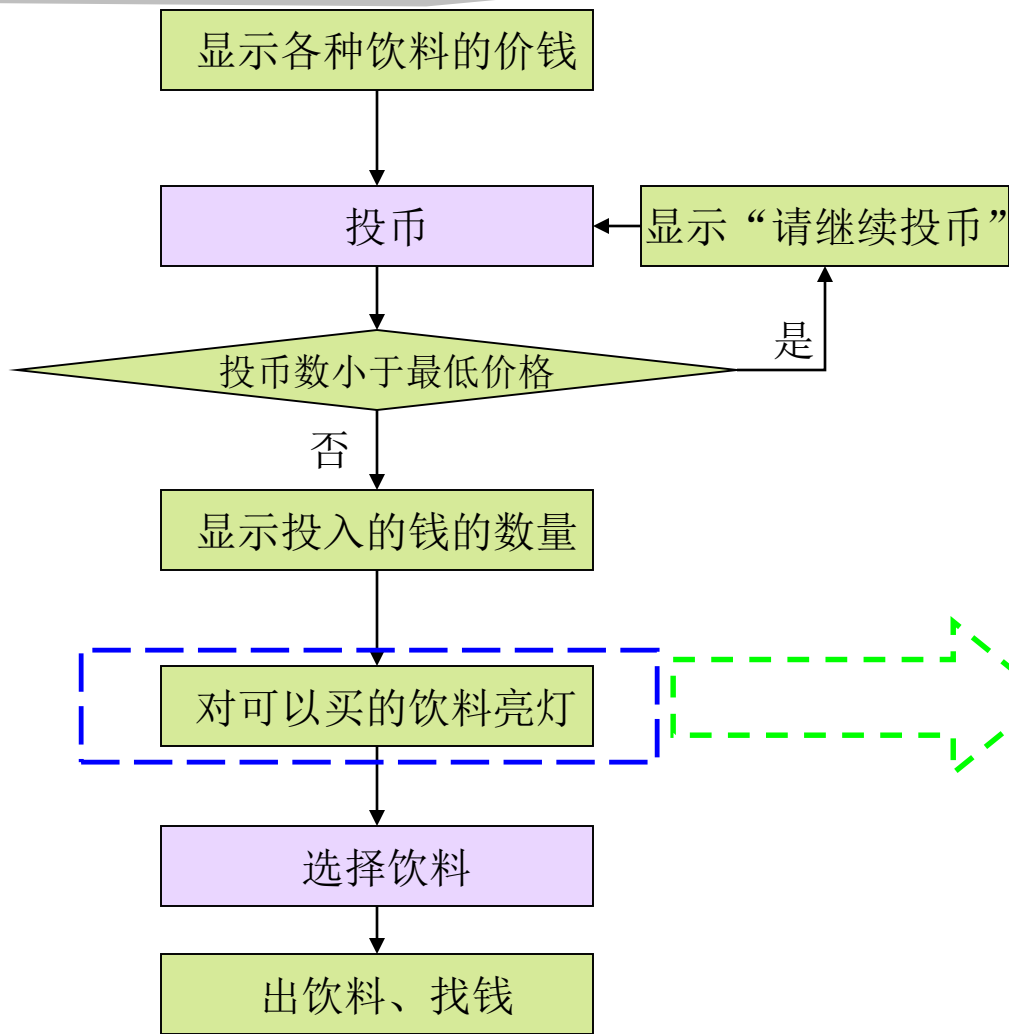 显示各种饮料的价钱
投币
显示“请继续投币”
是
投币数小于最低价格
否
显示投入的钱的数量
对可以买的饮料亮灯
选择饮料
出饮料、找钱